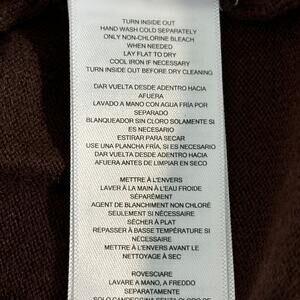 TURN INSIDE OUT
HAND WASH COLD SEPARATELY
ONLY NON-CHLORINE BLEACH
WHEN NEEDED
LAY FLAT TO DRY
COOL IRON IF NECESSARY
TURN INSIDE OUT BEFORE DRY CLEANING
DAR VUELTA DESDE ADENTRO HACIA
AFUERA
LAVADO A MANO CON AGUA FRÍA POR
SEPARADO
BLANQUEADOR SIN CLORO SOLAMENTE SI
ES NECESARIO
ESTIRAR PARA SECAR
USE UNA PLANCHA FRÍA, SI ES NECESARIO
DAR VUELTA DESDE ADENTRO HACIA
AFUERA ANTES DE LIMPIAR EN SECO
METTRE À L'ENVERS
LAVER À LA MAIN À L'EAU FROIDE
SÉPARÉMENT
AGENT DE BLANCHIMENT NON CHLORÉ
SEULEMENT SI NÉCESSAIRE
SÉCHER À PLAT
REPASSER À BASSE TEMPÉRATURE SI
NÉCESSAIRE
METTRE À L'ENVERS AVANT LE
NETTOYAGE À SEC
ROVESCIARE
LAVARE A MANO, A FREDDO
SEPARATAMENTE
SOLO CANDEGGINA SENZA CLORO SE